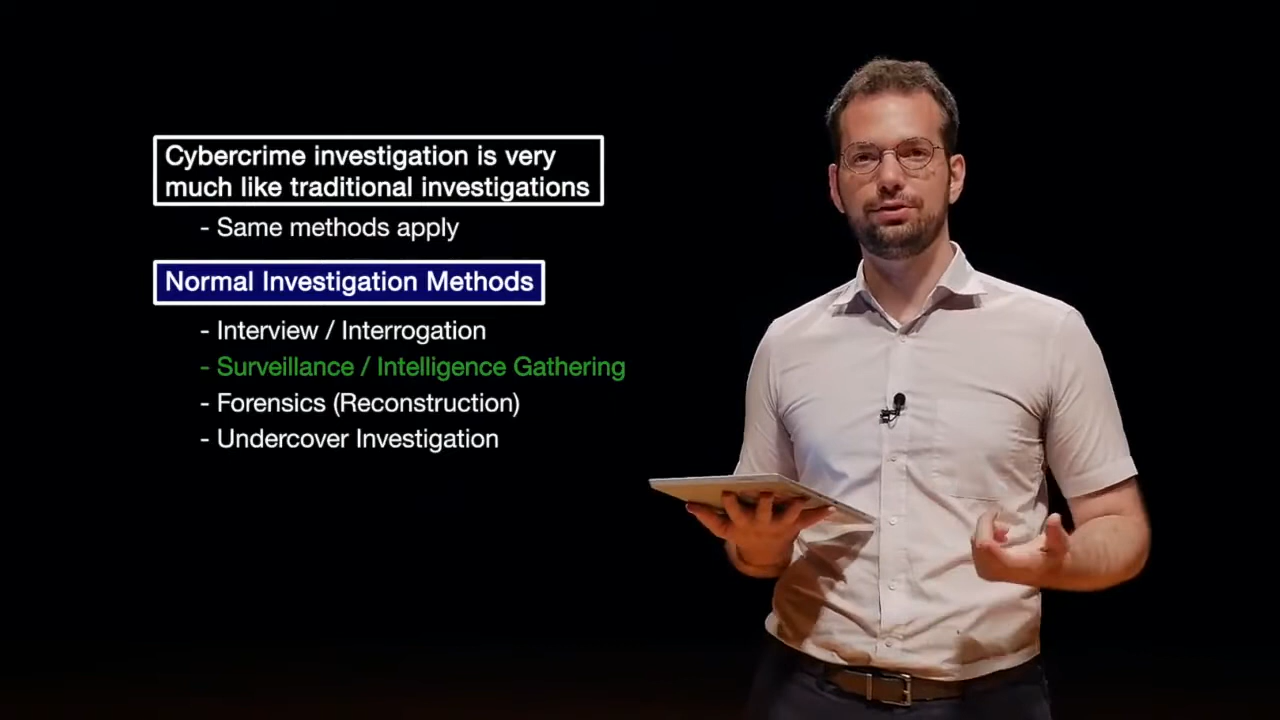 Cybercrime investigation is very
much like traditional investigations
- Same methods apply
Normal Investigation Methods
- Interview / Interrogation
- Surveillance / Intelligence Gathering
- Forensics (Reconstruction)
- Undercover Investigation